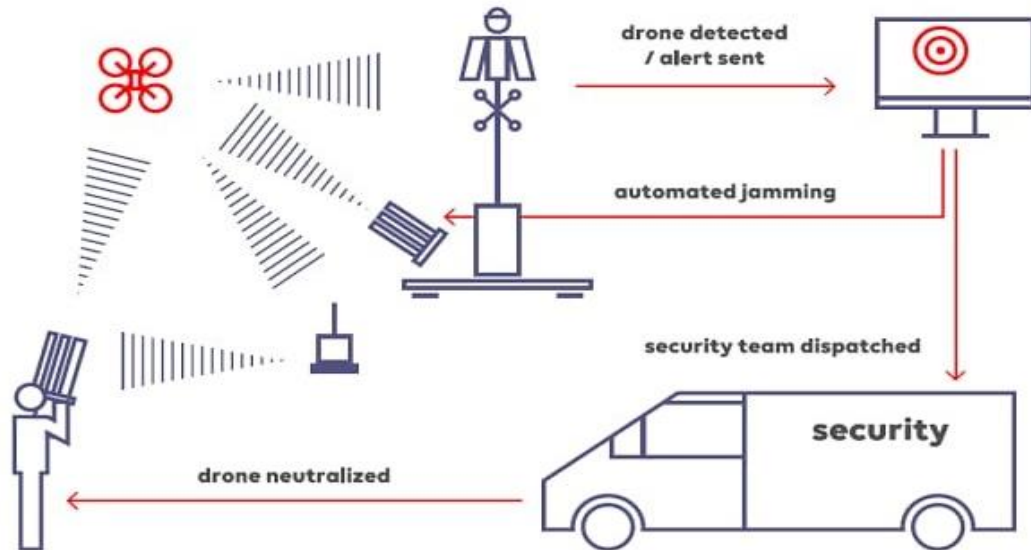 drone detected
/ alert sent
automated jamming
security team dispatched
security
drone neutralized